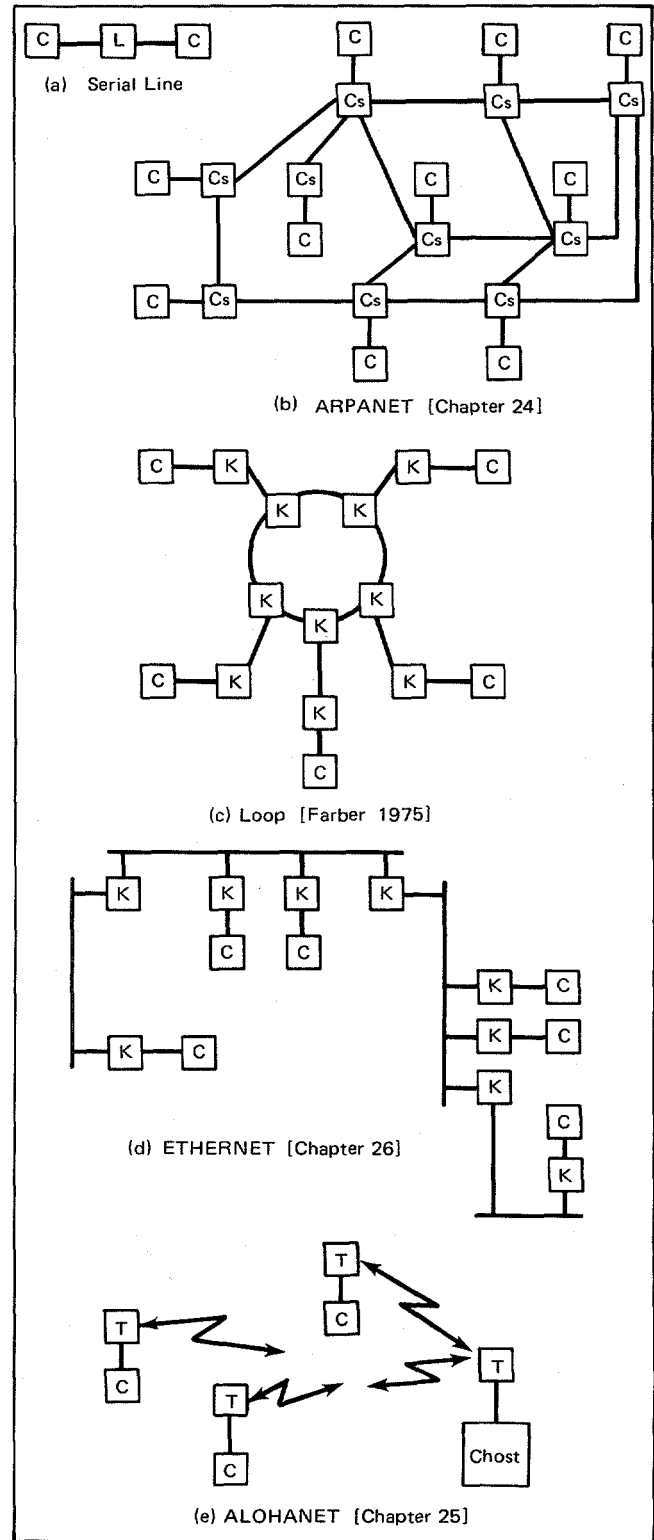 C L C
(a) Serial Line
C C C
Cs Cs Cs
C Cs Cs C C
C Cs Cs
C Cs Cs Cs
C C
(b) ARPANET [Chapter 24]
C K K C
K K
K K
K
C K K C
K
C
(c) Loop [Farber 1975]
K K K K
C C
K C
K C
K C
K
C
K
(d) ETHERNET [Chapter 26]
T
C
T
C
T
C
T
Chost
(e) ALOHANET [Chapter 25]